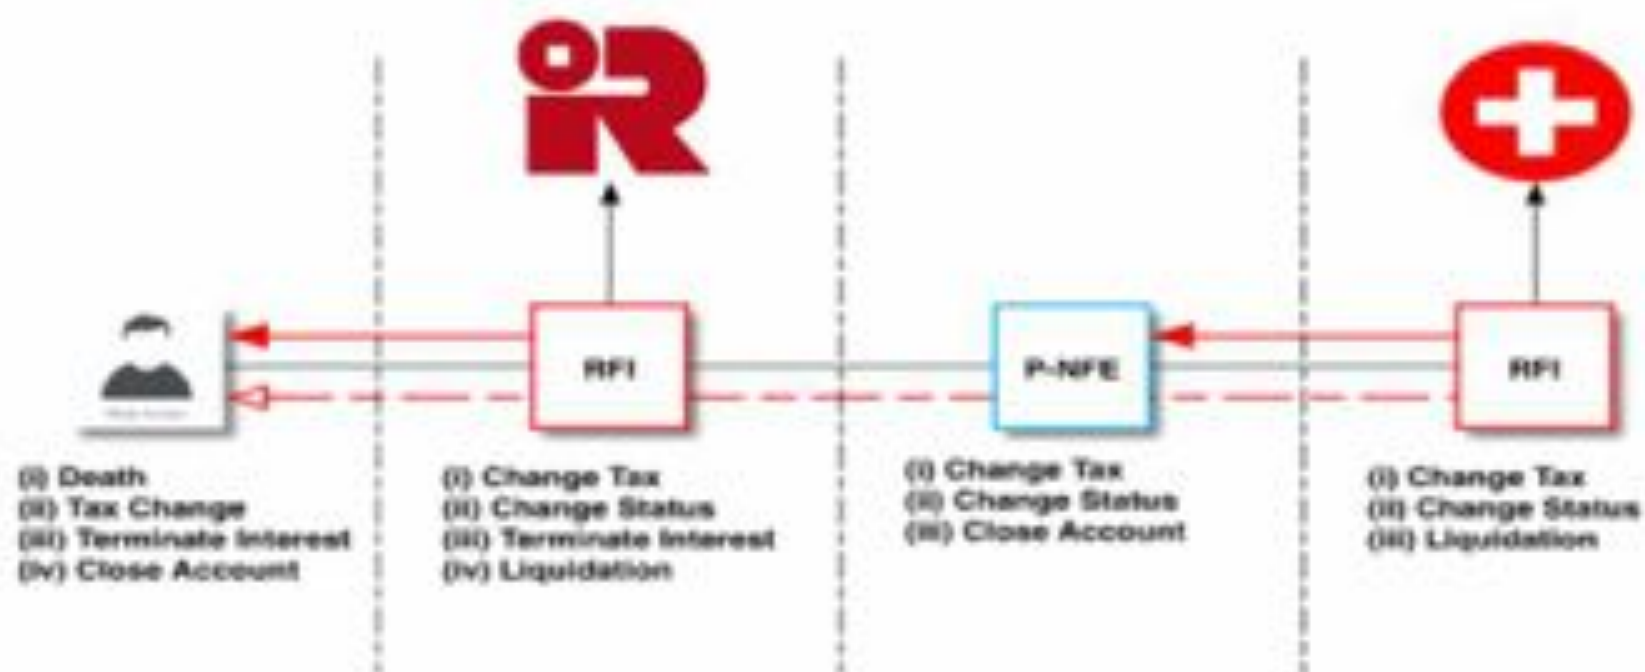 iR
RFI
P-NFE
RFI
(i) Death
(ii) Tax Change
(iii) Terminate Interest
(iv) Close Account
(i) Change Tax
(ii) Change Status
(iii) Terminate Interest
(iv) Liquidation
(i) Change Tax
(ii) Change Status
(iii) Close Account
(i) Change Tax
(ii) Change Status
(iii) Liquidation